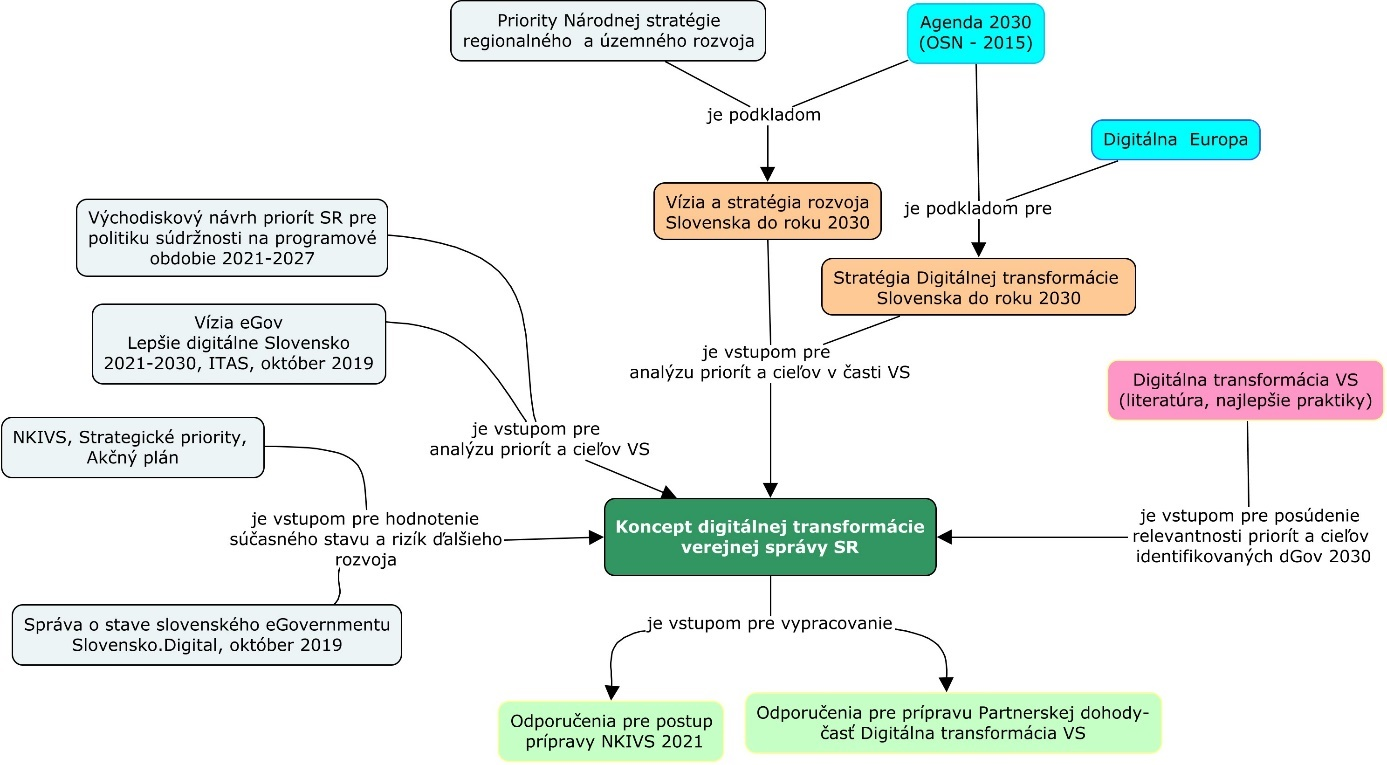 Priority Národnej stratégie
regionalného a územného rozvoja
Agenda 2030
(OSN - 2015)
je podkladom
Digitálna Europa
Vízia a stratégia rozvoja
Slovenska do roku 2030
je podkladom pre
Východiskový návrh priorít SR pre
politiku súdržnosti na programové
obdobie 2021-2027
Stratégia Digitálnej transformácie
Slovenska do roku 2030
Vízia eGov
Lepšie digitálne Slovensko
2021-2030, ITAS, október 2019
je vstupom pre
analýzu priorít a cieľov v časti VS
Digitálna transformácia VS
(literatúra, najlepšie praktiky)
NKIVS, Strategické priority,
Akčný plán
je vstupom pre
analýzu priorít a cieľov VS
je vstupom pre hodnotenie
súčasného stavu a rizík ďalšieho
rozvoja
Koncept digitálnej transformácie
verejnej správy SR
je vstupom pre posúdenie
relevantnosti priorít a cieľov
identifikovaných dGov 2030
Správa o stave slovenského eGovernmentu
Slovensko.Digital, október 2019
je vstupom pre vypracovanie
Odporučenia pre postup
prípravy NKIVS 2021
Odporučenia pre prípravu Partnerskej dohody-
časť Digitálna transformácia VS